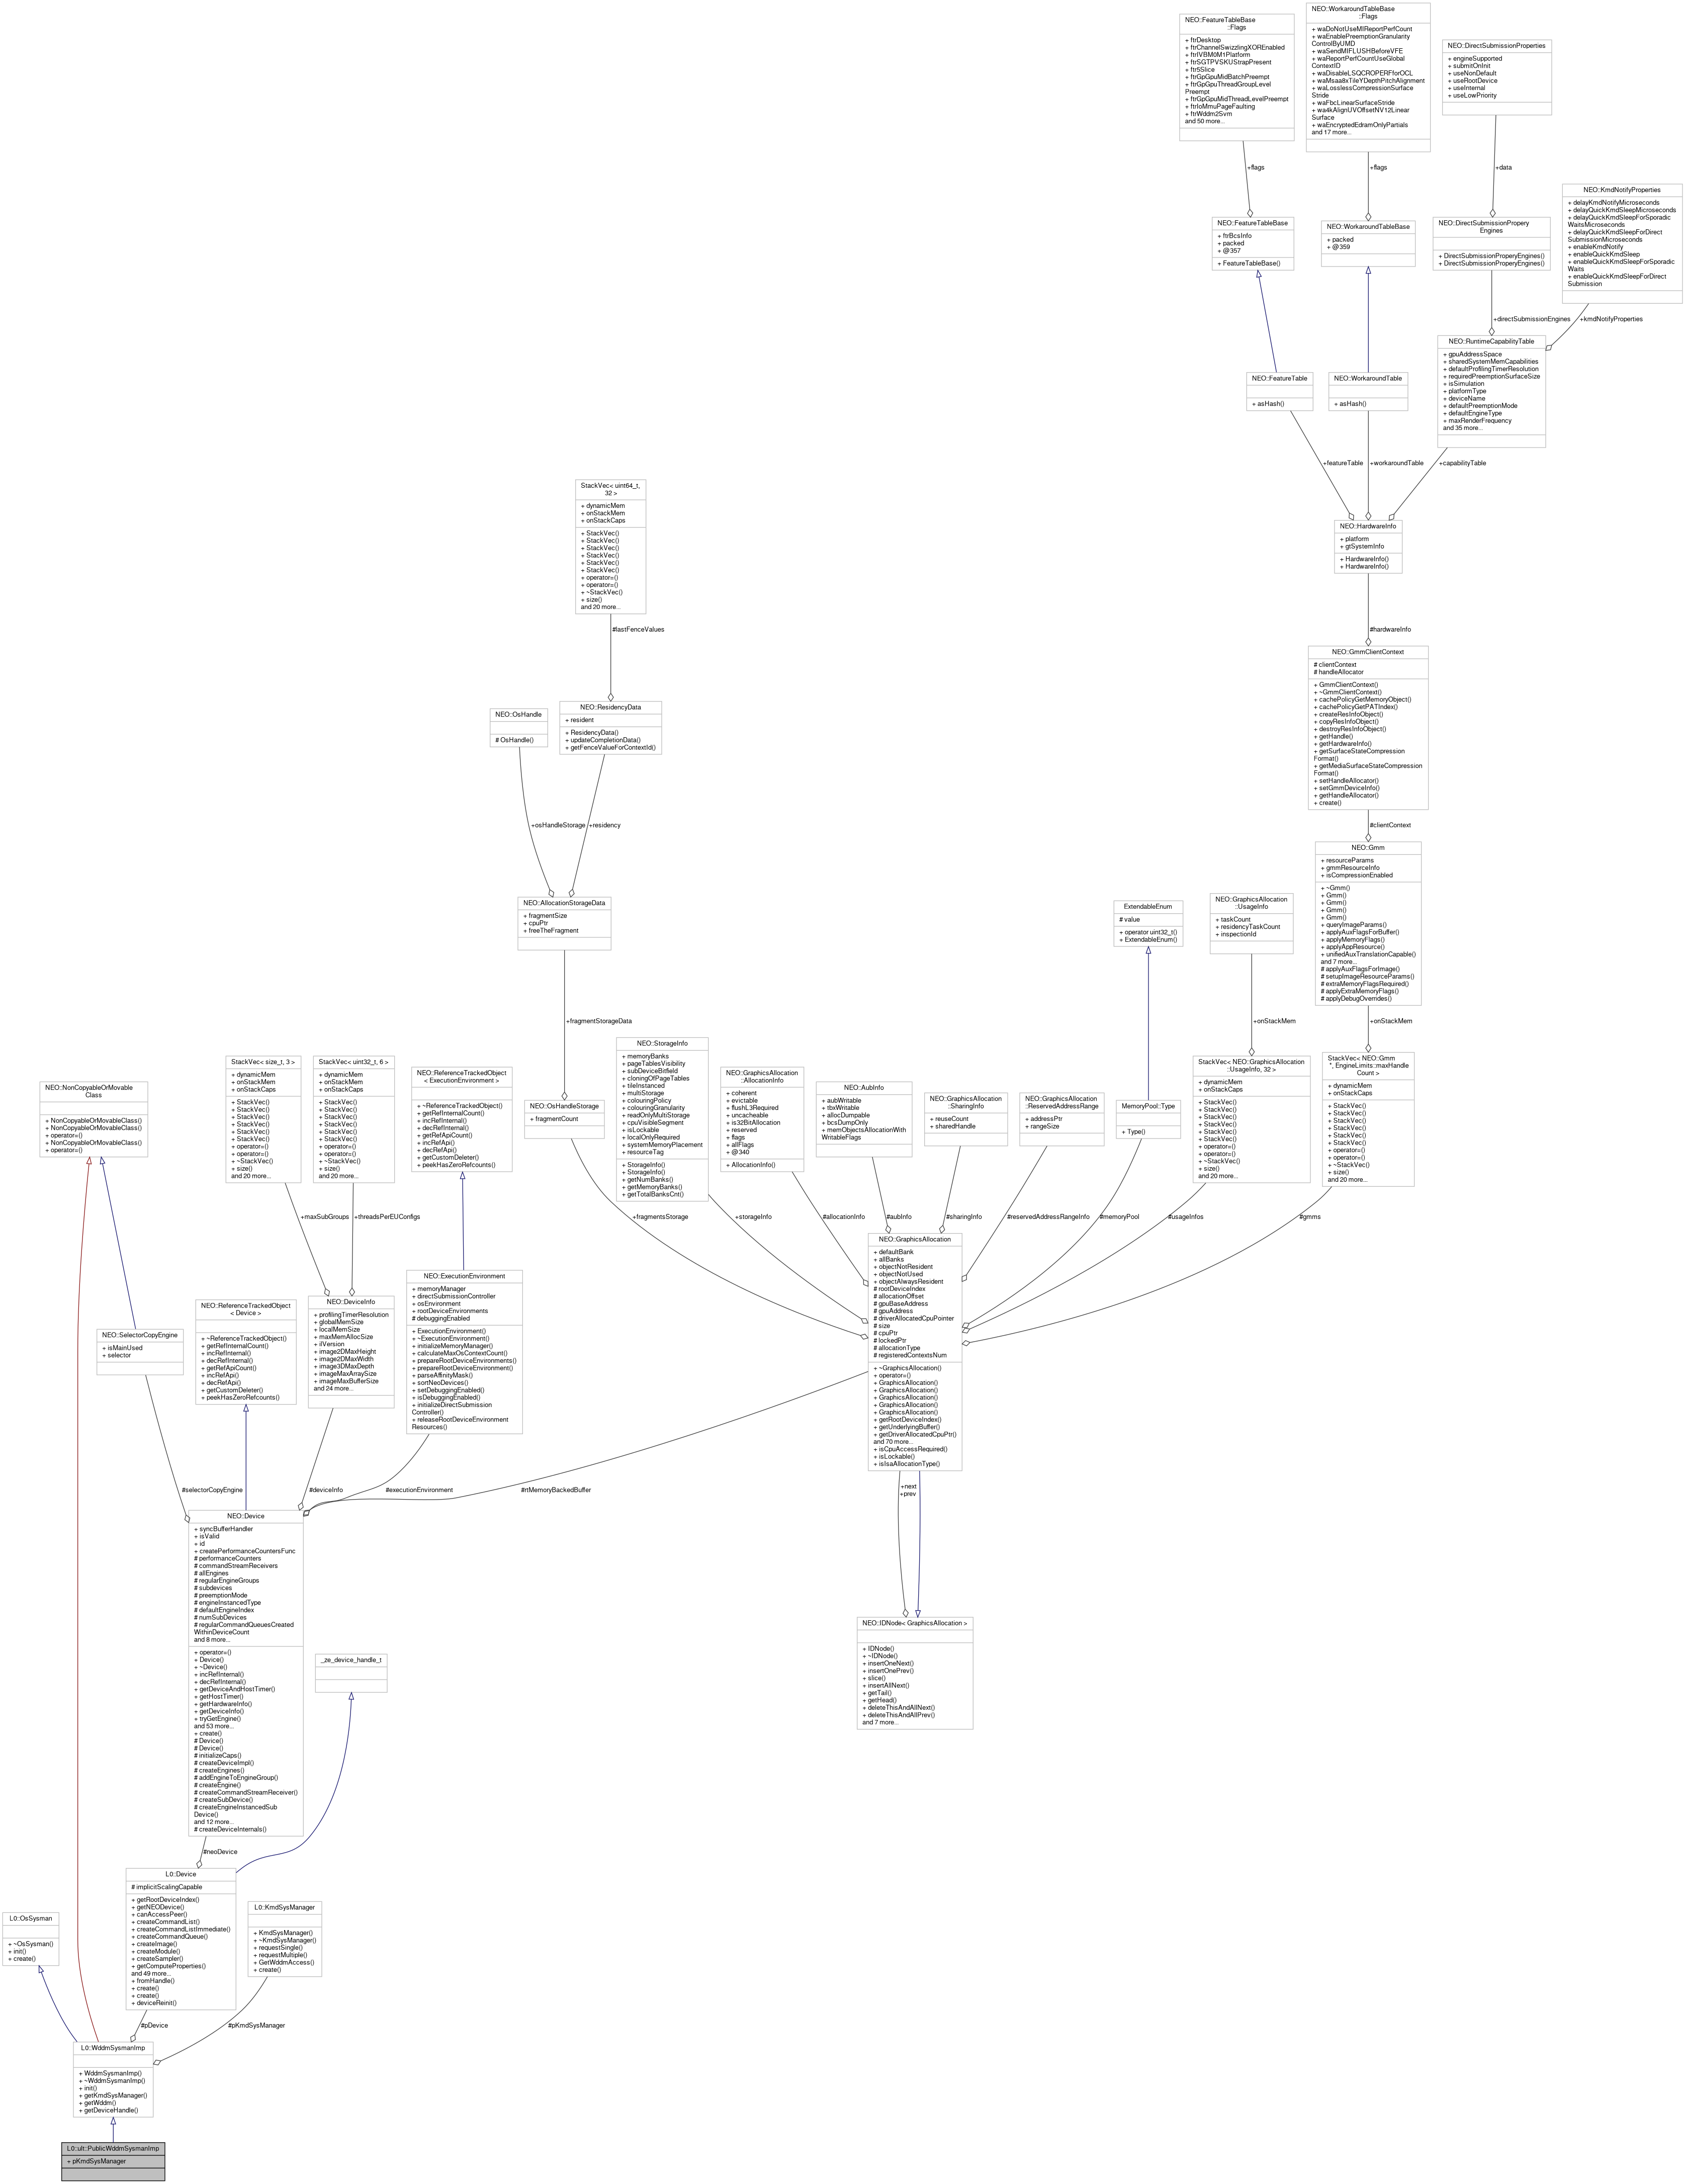 NEO::FeatureTableBase
::Flags
+ ftrDesktop
+ ftrChannelSwizzlingXOREnabled
+ ftrIVBM0M1Platform
+ ftrSGTPVSKUStrapPresent
+ ftr5Slice
+ ftrGpGpuMidBatchPreempt
+ ftrGpGpuThreadGroupLevel
Preempt
+ ftrGpGpuMidThreadLevelPreempt
+ ftrIoMmuPageFaulting
+ ftrWddm2Svm
and 50 more...
NEO::WorkaroundTableBase
::Flags
+ waDoNotUseMIReportPerfCount
+ waEnablePreemptionGranularity
ControlByUMD
+ waSendMIFLUSHBeforeVFE
+ waReportPerfCountUseGlobal
ContextID
+ waDisableLSQCROPERFforOCL
+ waMsaa8xTileYDepthPitchAlignment
+ waLosslessCompressionSurface
Stride
+ waFbcLinearSurfaceStride
+ wa4kAlignUVOffsetNV12Linear
Surface
+ waEncryptedEdramOnlyPartials
and 17 more...
NEO::DirectSubmissionProperties
+ engineSupported
+ submitOnInit
+ useNonDefault
+ useRootDevice
+ useInternal
+ useLowPriority
+flags
+flags
+data
NEO::KmdNotifyProperties
+ delayKmdNotifyMicroseconds
+ delayQuickKmdSleepMicroseconds
+ delayQuickKmdSleepForSporadic
WaitsMicroseconds
+ delayQuickKmdSleepForDirect
SubmissionMicroseconds
+ enableKmdNotify
+ enableQuickKmdSleep
+ enableQuickKmdSleepForSporadic
Waits
+ enableQuickKmdSleepForDirect
Submission
NEO::FeatureTableBase
+ ftrBcsInfo
+ packed
+ @357
+ FeatureTableBase()
NEO::WorkaroundTableBase
+ packed
+ @359
NEO::DirectSubmissionPropery
Engines
+ DirectSubmissionProperyEngines()
+ DirectSubmissionProperyEngines()
+directSubmissionEngines
+kmdNotifyProperties
NEO::RuntimeCapabilityTable
+ gpuAddressSpace
+ sharedSystemMemCapabilities
+ defaultProfilingTimerResolution
+ requiredPreemptionSurfaceSize
+ isSimulation
+ platformType
+ deviceName
+ defaultPreemptionMode
+ defaultEngineType
+ maxRenderFrequency
and 35 more...
NEO::FeatureTable
+ asHash()
NEO::WorkaroundTable
+ asHash()
+featureTable
+workaroundTable
+capabilityTable
NEO::HardwareInfo
+ platform
+ gtSystemInfo
+ HardwareInfo()
+ HardwareInfo()
StackVec< uint64_t,
32 >
+ dynamicMem
+ onStackMem
+ onStackCaps
+ StackVec()
+ StackVec()
+ StackVec()
+ StackVec()
+ StackVec()
+ StackVec()
+ operator=()
+ operator=()
+ ~StackVec()
+ size()
and 20 more...
#lastFenceValues
#hardwareInfo
NEO::GmmClientContext
# clientContext
# handleAllocator
+ GmmClientContext()
+ ~GmmClientContext()
+ cachePolicyGetMemoryObject()
+ cachePolicyGetPATIndex()
+ createResInfoObject()
+ copyResInfoObject()
+ destroyResInfoObject()
+ getHandle()
+ getHardwareInfo()
+ getSurfaceStateCompression
Format()
+ getMediaSurfaceStateCompression
Format()
+ setHandleAllocator()
+ setGmmDeviceInfo()
+ getHandleAllocator()
+ create()
NEO::OsHandle
# OsHandle()
NEO::ResidencyData
+ resident
+ ResidencyData()
+ updateCompletionData()
+ getFenceValueForContextId()
+osHandleStorage
+residency
#clientContext
NEO::Gmm
+ resourceParams
+ gmmResourceInfo
+ isCompressionEnabled
+ ~Gmm()
+ Gmm()
+ Gmm()
+ Gmm()
+ Gmm()
+ queryImageParams()
+ applyAuxFlagsForBuffer()
+ applyMemoryFlags()
+ applyAppResource()
+ unifiedAuxTranslationCapable()
and 7 more...
# applyAuxFlagsForImage()
# setupImageResourceParams()
# extraMemoryFlagsRequired()
# applyExtraMemoryFlags()
# applyDebugOverrides()
NEO::AllocationStorageData
+ fragmentSize
+ cpuPtr
+ freeTheFragment
ExtendableEnum
# value
+ operator uint32_t()
+ ExtendableEnum()
NEO::GraphicsAllocation
::UsageInfo
+ taskCount
+ residencyTaskCount
+ inspectionId
+fragmentStorageData
+onStackMem
+onStackMem
NEO::NonCopyableOrMovable
Class
+ NonCopyableOrMovableClass()
+ NonCopyableOrMovableClass()
+ operator=()
+ NonCopyableOrMovableClass()
+ operator=()
StackVec< size_t, 3 >
+ dynamicMem
+ onStackMem
+ onStackCaps
+ StackVec()
+ StackVec()
+ StackVec()
+ StackVec()
+ StackVec()
+ StackVec()
+ operator=()
+ operator=()
+ ~StackVec()
+ size()
and 20 more...
StackVec< uint32_t, 6 >
+ dynamicMem
+ onStackMem
+ onStackCaps
+ StackVec()
+ StackVec()
+ StackVec()
+ StackVec()
+ StackVec()
+ StackVec()
+ operator=()
+ operator=()
+ ~StackVec()
+ size()
and 20 more...
NEO::ReferenceTrackedObject
< ExecutionEnvironment >
+ ~ReferenceTrackedObject()
+ getRefInternalCount()
+ incRefInternal()
+ decRefInternal()
+ getRefApiCount()
+ incRefApi()
+ decRefApi()
+ getCustomDeleter()
+ peekHasZeroRefcounts()
NEO::OsHandleStorage
+ fragmentCount
NEO::StorageInfo
+ memoryBanks
+ pageTablesVisibility
+ subDeviceBitfield
+ cloningOfPageTables
+ tileInstanced
+ multiStorage
+ colouringPolicy
+ colouringGranularity
+ readOnlyMultiStorage
+ cpuVisibleSegment
+ isLockable
+ localOnlyRequired
+ systemMemoryPlacement
+ resourceTag
+ StorageInfo()
+ StorageInfo()
+ getNumBanks()
+ getMemoryBanks()
+ getTotalBanksCnt()
NEO::GraphicsAllocation
::AllocationInfo
+ coherent
+ evictable
+ flushL3Required
+ uncacheable
+ is32BitAllocation
+ reserved
+ flags
+ allFlags
+ @340
+ AllocationInfo()
NEO::AubInfo
+ aubWritable
+ tbxWritable
+ allocDumpable
+ bcsDumpOnly
+ memObjectsAllocationWith
WritableFlags
NEO::GraphicsAllocation
::SharingInfo
+ reuseCount
+ sharedHandle
NEO::GraphicsAllocation
::ReservedAddressRange
+ addressPtr
+ rangeSize
MemoryPool::Type
+ Type()
StackVec< NEO::GraphicsAllocation
::UsageInfo, 32 >
+ dynamicMem
+ onStackCaps
+ StackVec()
+ StackVec()
+ StackVec()
+ StackVec()
+ StackVec()
+ StackVec()
+ operator=()
+ operator=()
+ ~StackVec()
+ size()
and 20 more...
StackVec< NEO::Gmm
*, EngineLimits::maxHandle
Count >
+ dynamicMem
+ onStackCaps
+ StackVec()
+ StackVec()
+ StackVec()
+ StackVec()
+ StackVec()
+ StackVec()
+ operator=()
+ operator=()
+ ~StackVec()
+ size()
and 20 more...
+maxSubGroups
+threadsPerEUConfigs
+fragmentsStorage
+storageInfo
#allocationInfo
#aubInfo
#sharingInfo
#reservedAddressRangeInfo
#memoryPool
#usageInfos
#gmms
NEO::SelectorCopyEngine
+ isMainUsed
+ selector
NEO::ReferenceTrackedObject
< Device >
+ ~ReferenceTrackedObject()
+ getRefInternalCount()
+ incRefInternal()
+ decRefInternal()
+ getRefApiCount()
+ incRefApi()
+ decRefApi()
+ getCustomDeleter()
+ peekHasZeroRefcounts()
NEO::DeviceInfo
+ profilingTimerResolution
+ globalMemSize
+ localMemSize
+ maxMemAllocSize
+ ilVersion
+ image2DMaxHeight
+ image2DMaxWidth
+ image3DMaxDepth
+ imageMaxArraySize
+ imageMaxBufferSize
and 24 more...
NEO::ExecutionEnvironment
+ memoryManager
+ directSubmissionController
+ osEnvironment
+ rootDeviceEnvironments
# debuggingEnabled
+ ExecutionEnvironment()
+ ~ExecutionEnvironment()
+ initializeMemoryManager()
+ calculateMaxOsContextCount()
+ prepareRootDeviceEnvironments()
+ prepareRootDeviceEnvironment()
+ parseAffinityMask()
+ sortNeoDevices()
+ setDebuggingEnabled()
+ isDebuggingEnabled()
+ initializeDirectSubmission
Controller()
+ releaseRootDeviceEnvironment
Resources()
NEO::GraphicsAllocation
+ defaultBank
+ allBanks
+ objectNotResident
+ objectNotUsed
+ objectAlwaysResident
# rootDeviceIndex
# allocationOffset
# gpuBaseAddress
# gpuAddress
# driverAllocatedCpuPointer
# size
# cpuPtr
# lockedPtr
# allocationType
# registeredContextsNum
+ ~GraphicsAllocation()
+ operator=()
+ GraphicsAllocation()
+ GraphicsAllocation()
+ GraphicsAllocation()
+ GraphicsAllocation()
+ GraphicsAllocation()
+ getRootDeviceIndex()
+ getUnderlyingBuffer()
+ getDriverAllocatedCpuPtr()
and 70 more...
+ isCpuAccessRequired()
+ isLockable()
+ isIsaAllocationType()
#selectorCopyEngine
#deviceInfo
#executionEnvironment
#rtMemoryBackedBuffer
+next
+prev
NEO::Device
+ syncBufferHandler
+ isValid
+ id
+ createPerformanceCountersFunc
# performanceCounters
# commandStreamReceivers
# allEngines
# regularEngineGroups
# subdevices
# preemptionMode
# engineInstancedType
# defaultEngineIndex
# numSubDevices
# regularCommandQueuesCreated
WithinDeviceCount
and 8 more...
+ operator=()
+ Device()
+ ~Device()
+ incRefInternal()
+ decRefInternal()
+ getDeviceAndHostTimer()
+ getHostTimer()
+ getHardwareInfo()
+ getDeviceInfo()
+ tryGetEngine()
and 53 more...
+ create()
# Device()
# Device()
# initializeCaps()
# createDeviceImpl()
# createEngines()
# addEngineToEngineGroup()
# createEngine()
# createCommandStreamReceiver()
# createSubDevice()
# createEngineInstancedSub
Device()
and 12 more...
# createDeviceInternals()
NEO::IDNode< GraphicsAllocation >
+ IDNode()
+ ~IDNode()
+ insertOneNext()
+ insertOnePrev()
+ slice()
+ insertAllNext()
+ getTail()
+ getHead()
+ deleteThisAndAllNext()
+ deleteThisAndAllPrev()
and 7 more...
_ze_device_handle_t
#neoDevice
L0::Device
# implicitScalingCapable
+ getRootDeviceIndex()
+ getNEODevice()
+ canAccessPeer()
+ createCommandList()
+ createCommandListImmediate()
+ createCommandQueue()
+ createImage()
+ createModule()
+ createSampler()
+ getComputeProperties()
and 49 more...
+ fromHandle()
+ create()
+ create()
+ deviceReinit()
L0::KmdSysManager
+ KmdSysManager()
+ ~KmdSysManager()
+ requestSingle()
+ requestMultiple()
+ GetWddmAccess()
+ create()
L0::OsSysman
+ ~OsSysman()
+ init()
+ create()
#pDevice
#pKmdSysManager
L0::WddmSysmanImp
+ WddmSysmanImp()
+ ~WddmSysmanImp()
+ init()
+ getKmdSysManager()
+ getWddm()
+ getDeviceHandle()
L0::ult::PublicWddmSysmanImp
+ pKmdSysManager